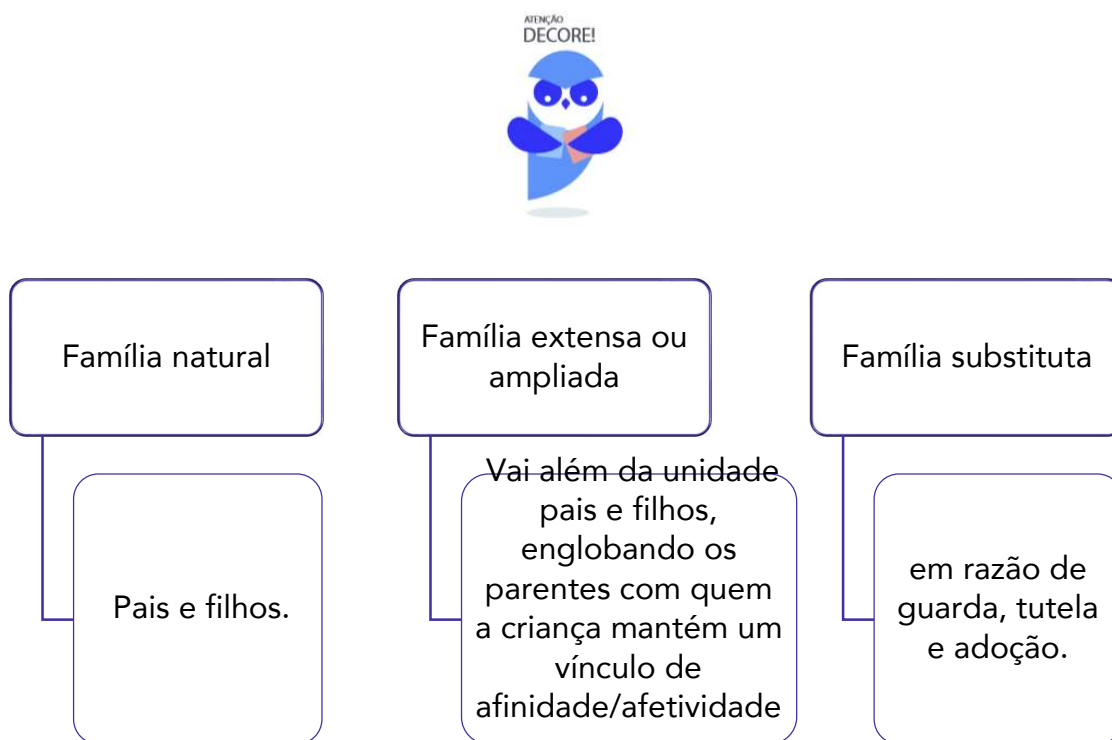 ATENÇÃO
DECORE!
Família natural
Pais e filhos.
Família extensa ou
ampliada
Vai além da unidade
pais e filhos,
englobando os
parentes com quem
a criança mantém um
vínculo de
afinidade/afetividade
Família substituta
em razão de
guarda, tutela
e adoção.